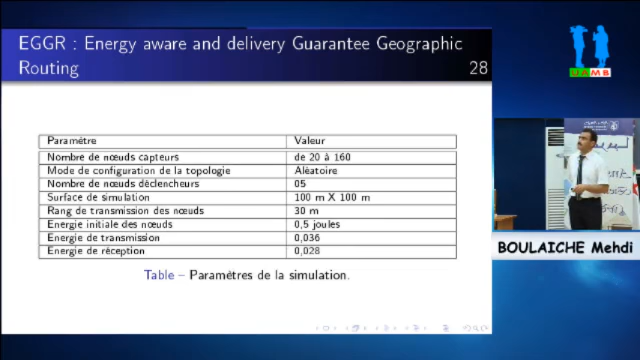 EGGR : Energy aware and delivery Guarantee Geographic
Routing
28
Paramètre Valeur
Nombre de nœuds capteurs de 20 à 160
Mode de configuration de la topologie Aléatoire
Nombre de nœuds déclencheurs 05
Surface de simulation 100 m X 100 m
Rang de transmission des nœuds 30 m
Energie initiale des nœuds 0,5 joules
Energie de transmission 0,036
Energie de réception 0,028
Table – Paramètres de la simulation.
UAMB
BOULAICHE Mehdi